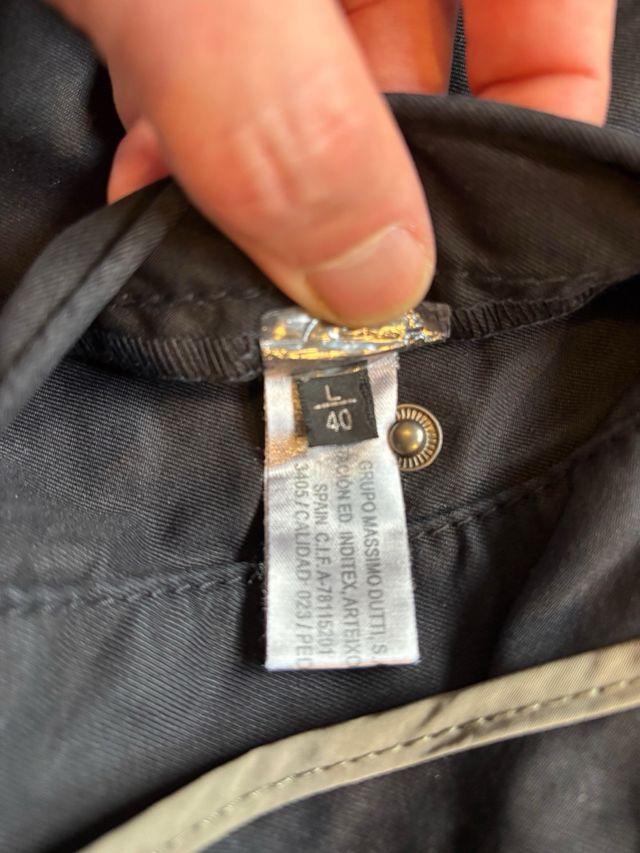 L
40
GRUPO MASSIMO DUTTI, S.
ACION ED. INDITEX, ARTEIXO
SPAIN C.I.F. A-78115201
3405 / CALIDAD - 023 / PED